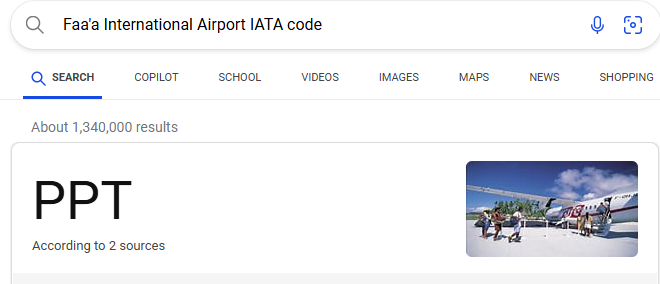 Faa'a International Airport IATA code
SEARCH COPILOT SCHOOL VIDEOS IMAGES MAPS NEWS SHOPPING
About 1,340,000 results
PPT
According to 2 sources